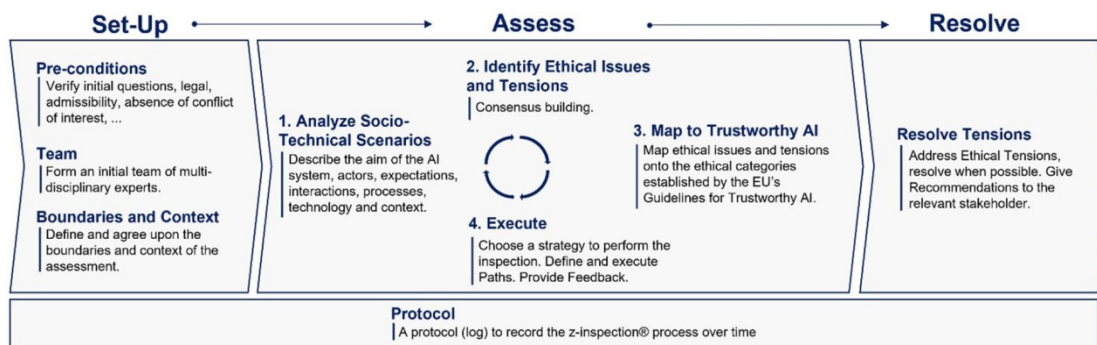 Set-Up
Assess
Resolve
Pre-conditions
Verify initial questions, legal,
admissibility, absence of conflict
of interest, ...
Team
Form an initial team of multi-
disciplinary experts.
Boundaries and Context
Define and agree upon the
boundaries and context of the
assessment.
1. Analyze Socio-
Technical Scenarios
Describe the aim of the AI
system, actors, expectations,
interactions, processes,
technology and context.
2. Identify Ethical Issues
and Tensions
Consensus building.
3. Map to Trustworthy AI
Map ethical issues and tensions
onto the ethical categories
established by the EU's
Guidelines for Trustworthy AI.
4. Execute
Choose a strategy to perform the
inspection. Define and execute
Paths. Provide Feedback.
Resolve Tensions
Address Ethical Tensions,
resolve when possible. Give
Recommendations to the
relevant stakeholder.
Protocol
A protocol (log) to record the z-inspection® process over time